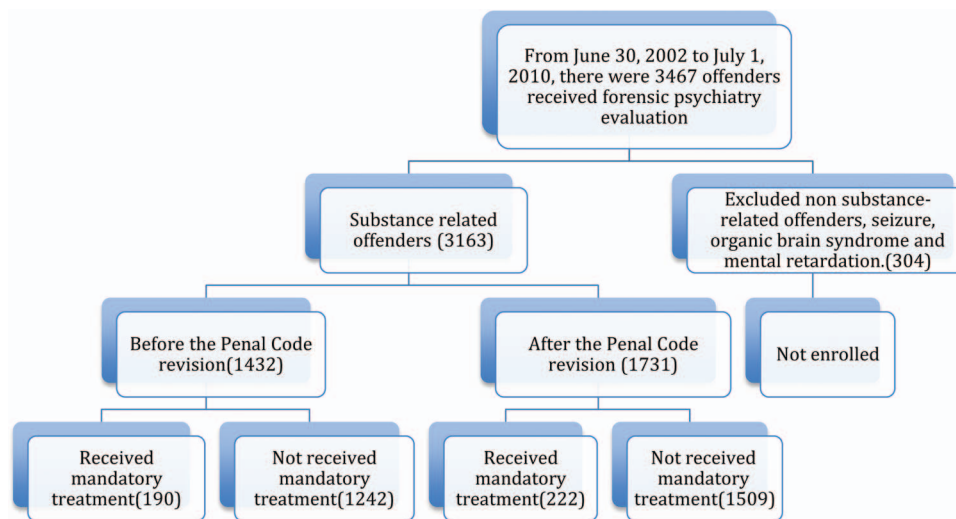 From June 30, 2002 to July 1,
2010, there were 3467 offenders
received forensic psychiatry
evaluation
Substance related
offenders (3163)
Excluded non substance-
related offenders, seizure,
organic brain syndrome and
mental retardation.(304)
Before the Penal Code
revision(1432)
After the Penal Code
revision (1731)
Not enrolled
Received
mandatory
treatment(190)
Not received
mandatory
treatment(1242)
Received
mandatory
treatment(222)
Not received
mandatory
treatment(1509)